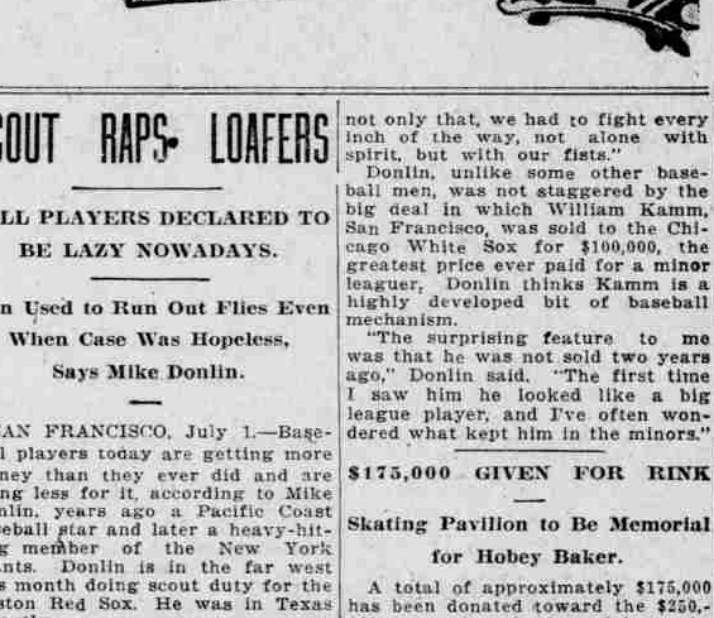 RAPS LOAFERS
PLAYERS DECLARED TO
BE LAZY NOWADAYS.
Used to Run Out Flies Even
When Case Was Hopeless,
Says Mike Donlin.
FRANCISCO, July 1.—Base-
players today are getting more
than they ever did and are
less for it, according to Mike
years ago a Pacific Coast
star and later a heavy-hit-
member of the New York
Donlin is in the far west
month doing scout duty for the
Red Sox. He was in Texas
not only that, we had to fight every
inch of the way, not alone with
spirit, but with our fists."
Donlin, unlike some other base-
ball men, was not staggered by the
big deal in which William Kamm,
San Francisco, was sold to the Chi-
cago White Sox for $100,000, the
greatest price ever paid for a minor
leaguer, Donlin thinks Kamm is a
highly developed bit of baseball
mechanism.
"The surprising feature to me
was that he was not sold two years
ago," Donlin said. "The first time
I saw him he looked like a big
league player, and I've often won-
dered what kept him in the minors."
$175,000 GIVEN FOR RINK
Skating Pavilion to Be Memorial
for Hobey Baker.
A total of approximately $175,000
has been donated toward the $250,-